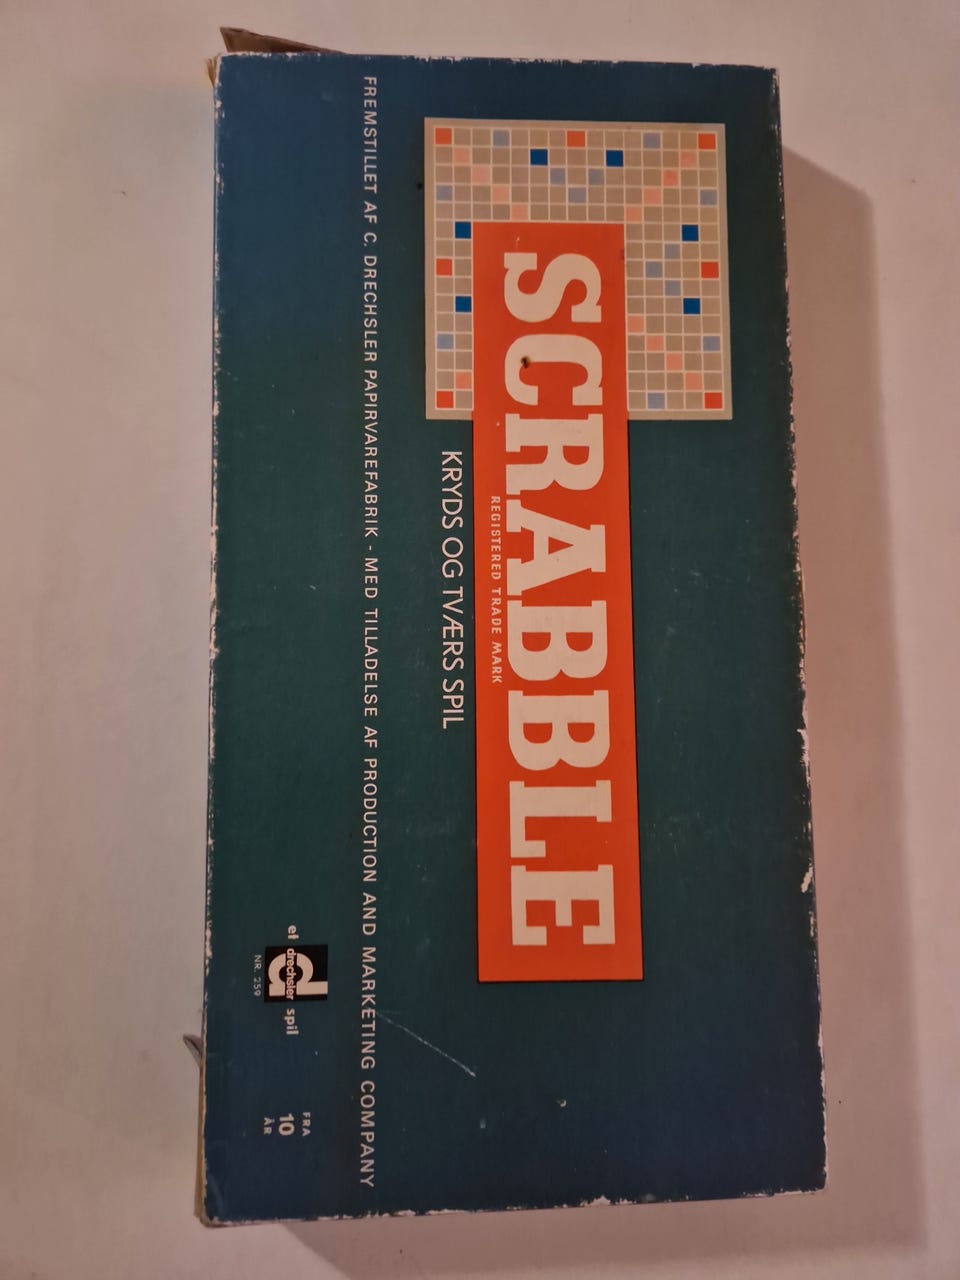 SCRABBLE
REGISTERED TRADE MARK
KRYDS OG TVÆRS SPIL
FREMSTILLET AF C. DRECHSLER PAPIRVAREFABRIK - MED TILLADELSE AF PRODUCTION AND MARKETING COMPANY
et drechsler spil
d
NR. 259
FRA
10
ÅR